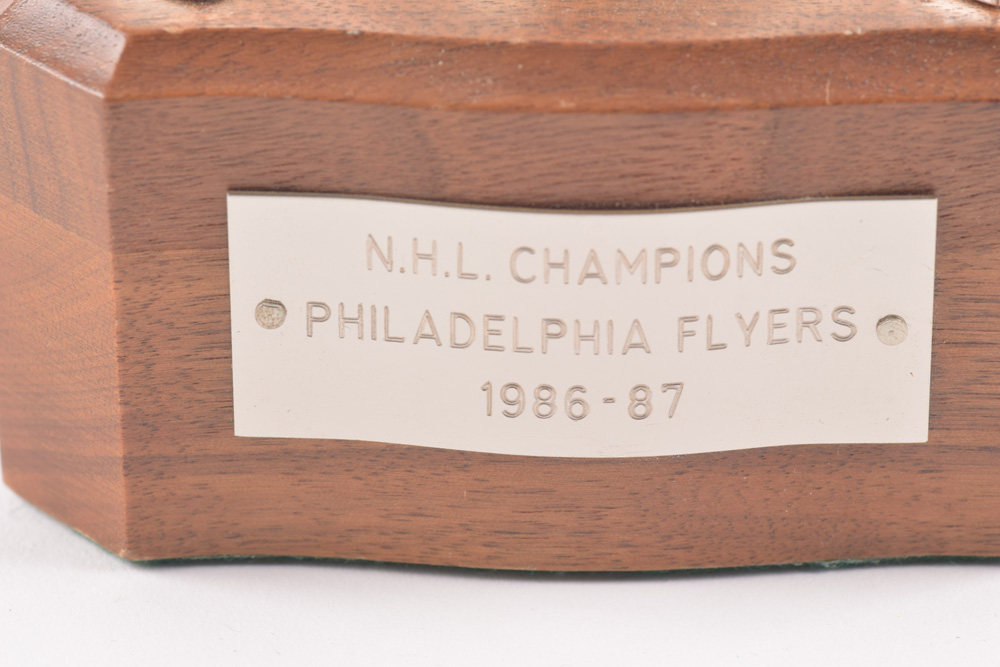 N.H.L. CHAMPIONS
PHILADELPHIA FLYERS
1986-87